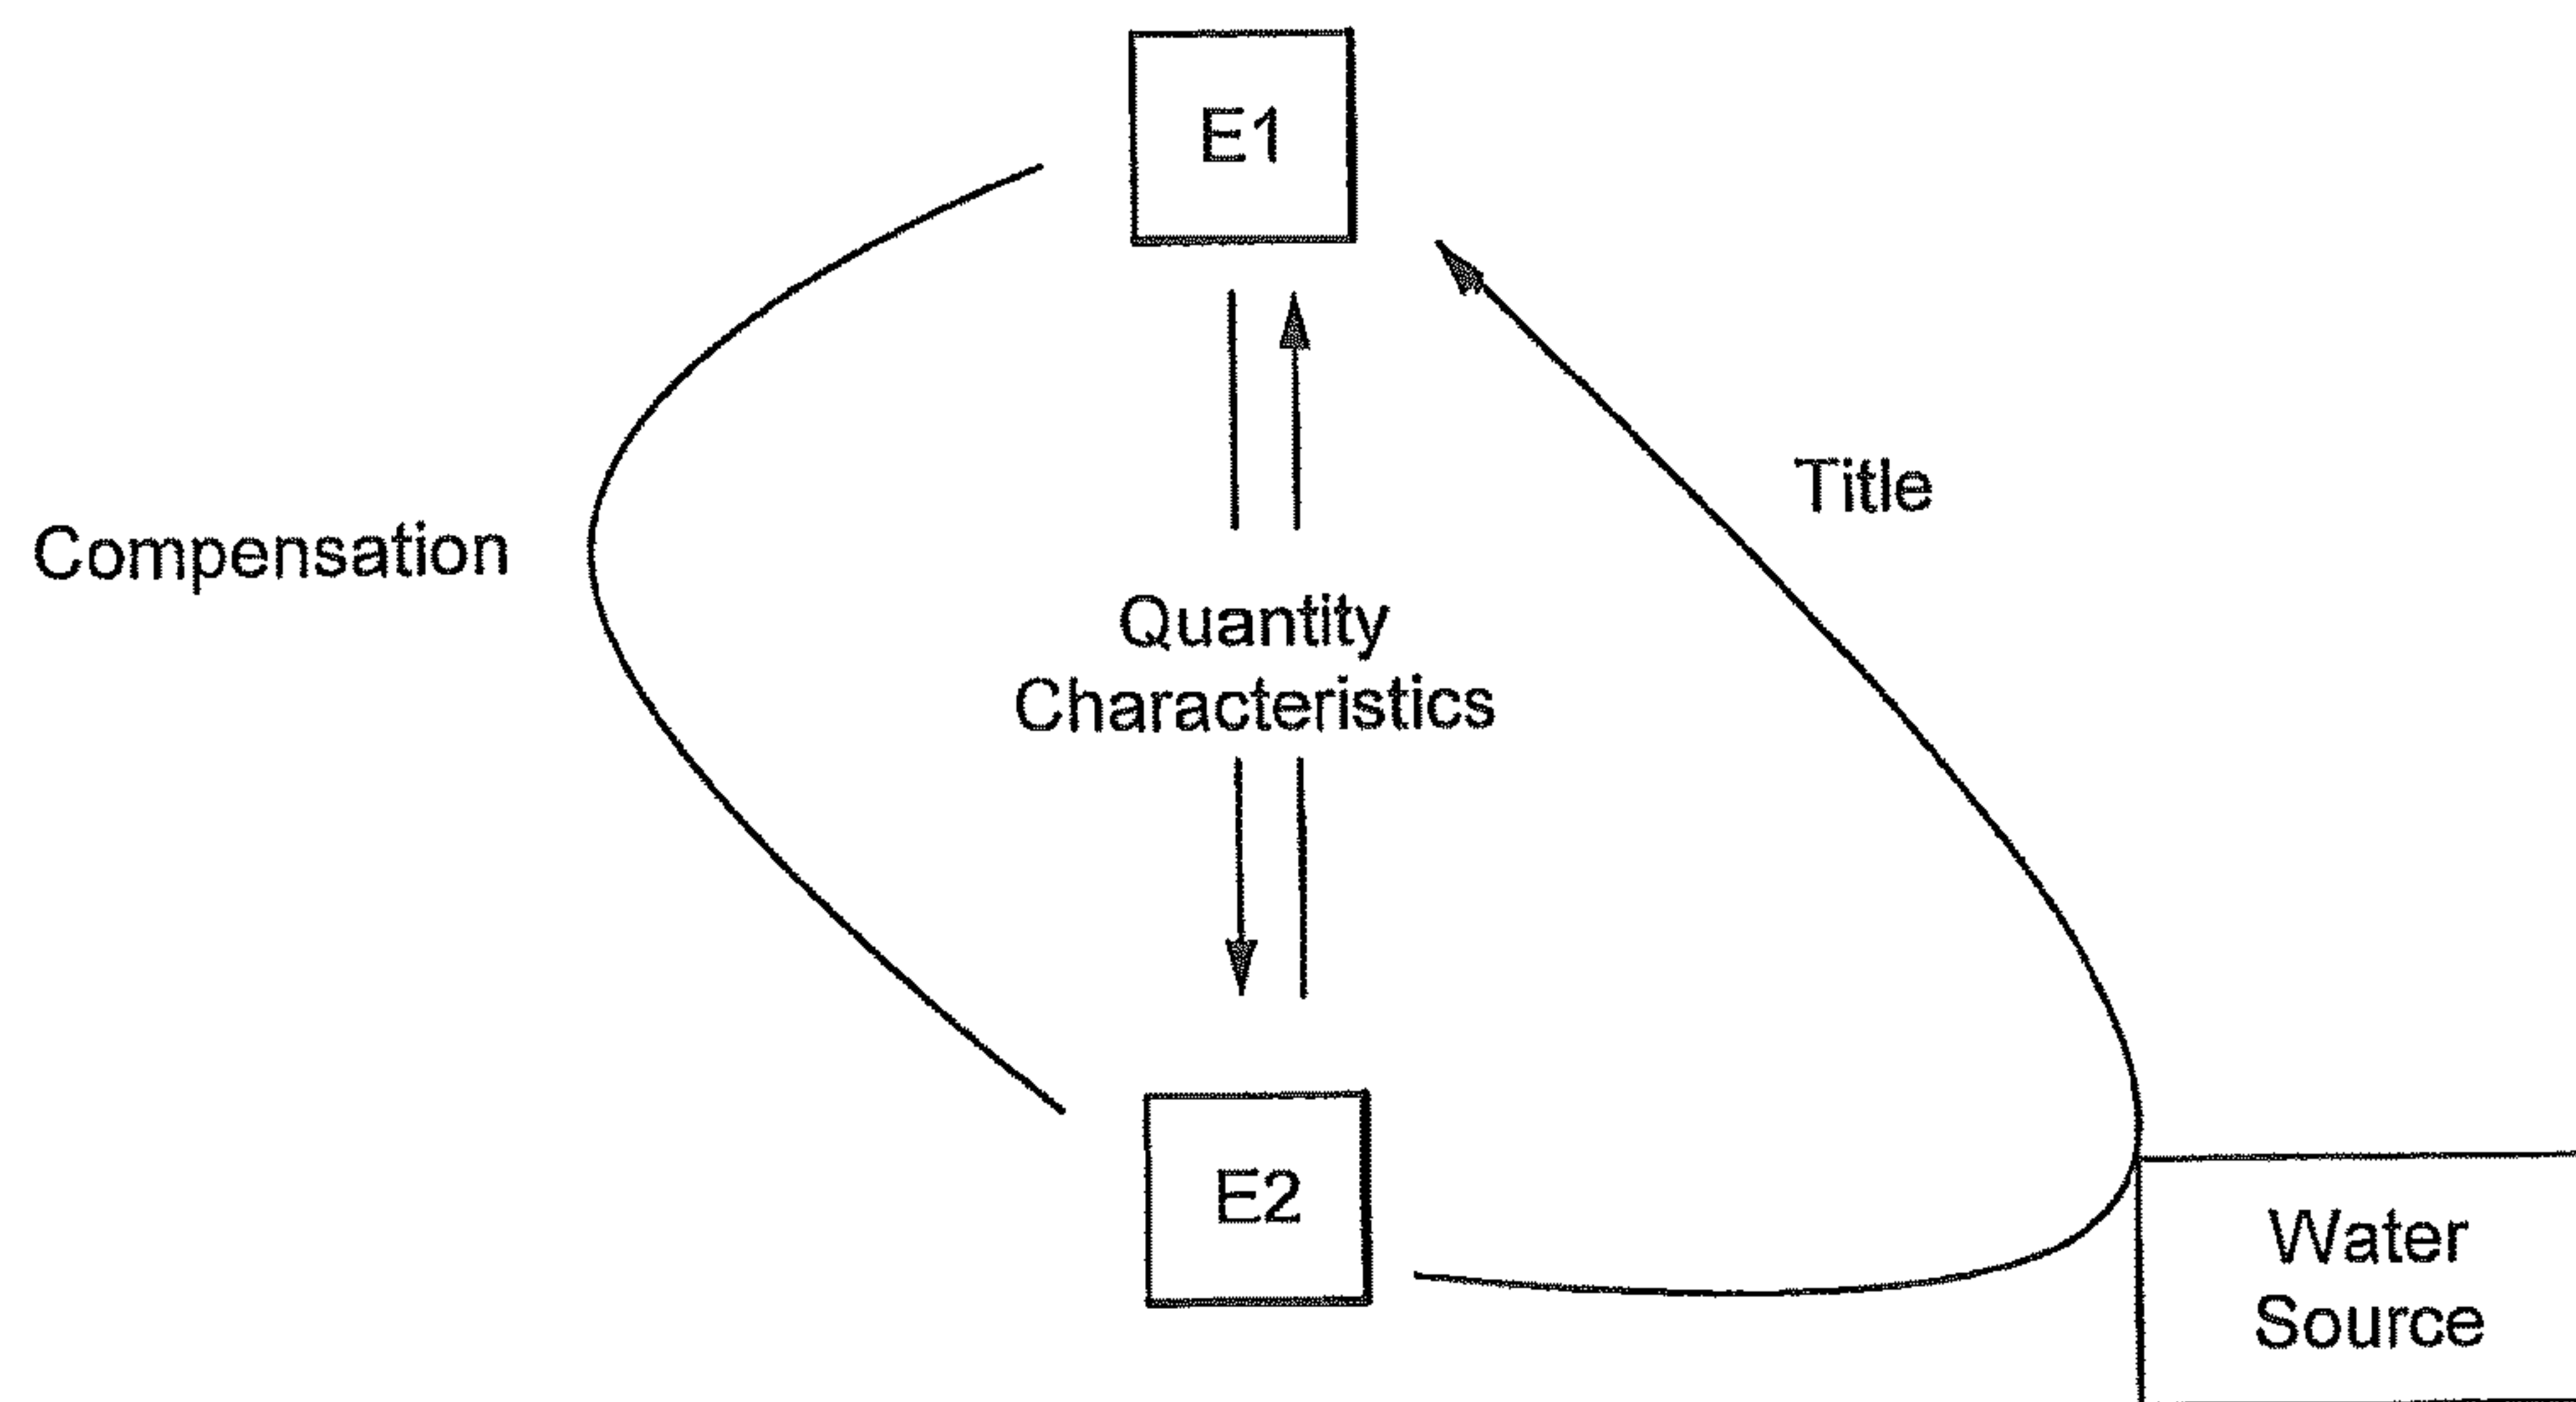 E1
Compensation
Title
Quantity
Characteristics
E2
Water
Source